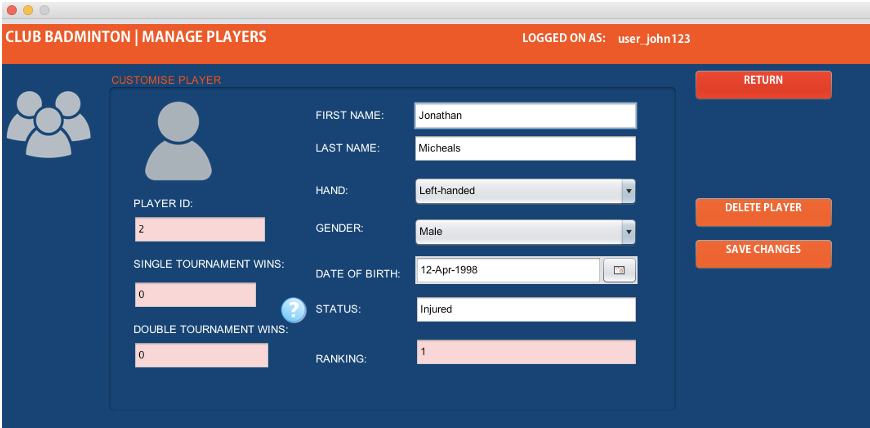 CLUB BADMINTON | MANAGE PLAYERS
LOGGED ON AS: user_john123
CUSTOMISE PLAYER
RETURN
FIRST NAME: Jonathan
LAST NAME: Micheals
HAND: Left-handed
PLAYER ID:
2
DELETE PLAYER
GENDER: Male
SAVE CHANGES
SINGLE TOURNAMENT WINS:
0
DATE OF BIRTH: 12-Apr-1998
?
STATUS: Injured
DOUBLE TOURNAMENT WINS:
0
RANKING: 1